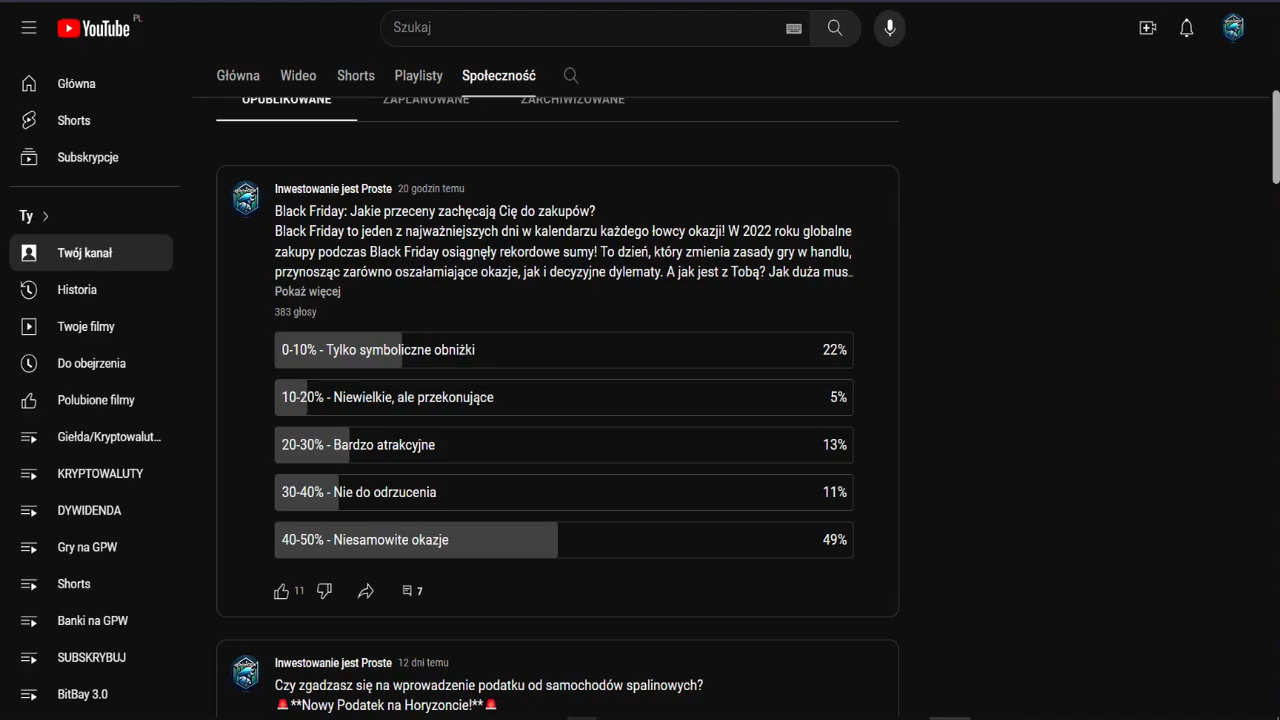 YouTube PL
Szukaj
Główna
Shorts
Subskrypcje
Ty
Twój kanał
Historia
Twoje filmy
Do obejrzenia
Polubione filmy
Giełda/Kryptowalut...
KRYPTOWALUTY
DYWIDENDA
Gry na GPW
Shorts
Banki na GPW
SUBSKRYBUJ
BitBay 3.0
Główna Wideo Shorts Playlisty Społeczność
OPUBLIKOWANE ZAPLANOWANE ZARCHIWIZOWANE
Inwestowanie jest Proste 20 godzin temu
Black Friday: Jakie przeceny zachęcają Cię do zakupów?
Black Friday to jeden z najważniejszych dni w kalendarzu każdego łowcy okazji! W 2022 roku globalne
zakupy podczas Black Friday osiągnęły rekordowe sumy! To dzień, który zmienia zasady gry w handlu,
przynosząc zarówno oszałamiające okazje, jak i decyzyjne dylematy. A jak jest z Tobą? Jak duża mus..
Pokaż więcej
383 głosy
0-10% - Tylko symboliczne obniżki 22%
10-20% - Niewielkie, ale przekonujące 5%
20-30% - Bardzo atrakcyjne 13%
30-40% - Nie do odrzucenia 11%
40-50% - Niesamowite okazje 49%
11 7
Inwestowanie jest Proste 12 dni temu
Czy zgadzasz się na wprowadzenie podatku od samochodów spalinowych?
🚨**Nowy Podatek na Horyzoncie!**🚨